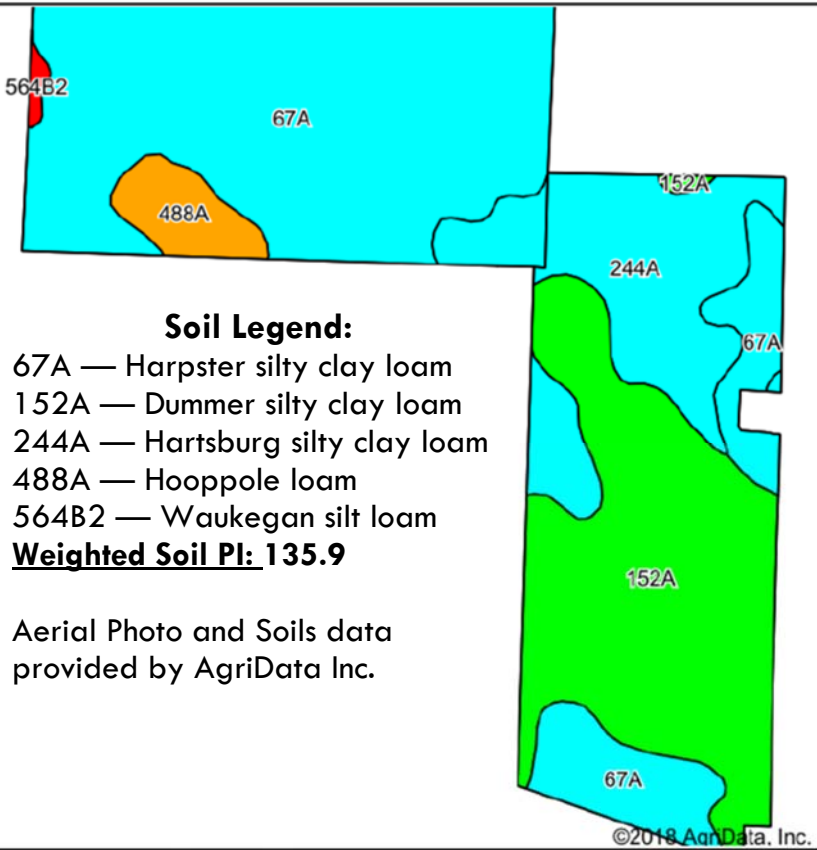 564B2
67A
488A
152A
244A
67A
Soil Legend:
67A — Harpster silty clay loam
152A — Dummer silty clay loam
244A — Hartsburg silty clay loam
488A — Hooppole loam
564B2 — Waukegan silt loam
Weighted Soil PI: 135.9
Aerial Photo and Soils data
provided by AgriData Inc.
152A
67A
©2018 AgriData, Inc.